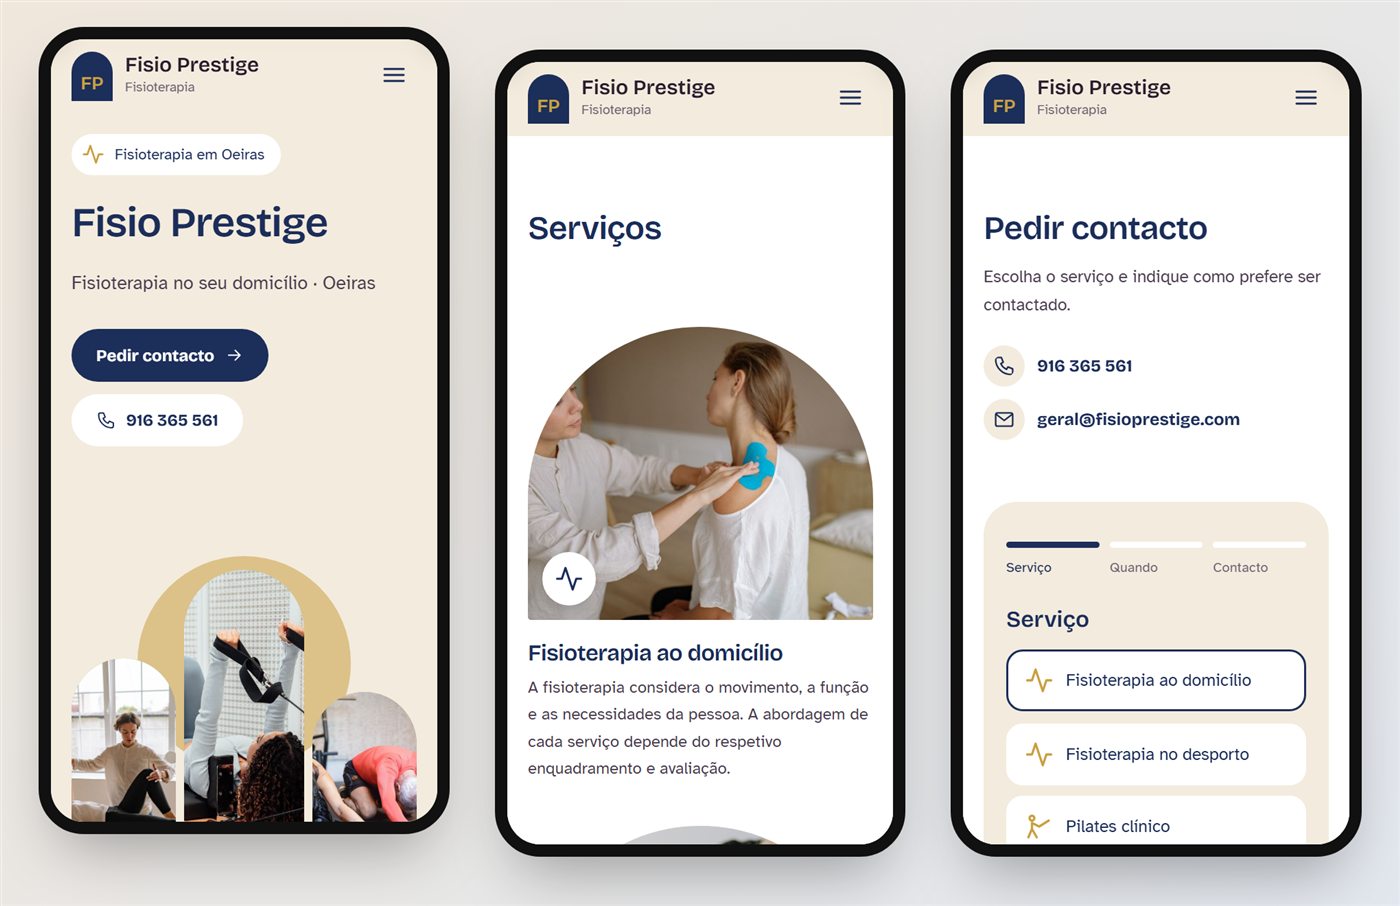 FP
Fisio Prestige
Fisioterapia
Fisioterapia em Oeiras
Fisio Prestige
Fisioterapia no seu domicílio · Oeiras
Pedir contacto
916 365 561
FP
Fisio Prestige
Fisioterapia
Serviços
Fisioterapia ao domicílio
A fisioterapia considera o movimento, a função
e as necessidades da pessoa. A abordagem de
cada serviço depende do respetivo
enquadramento e avaliação.
FP
Fisio Prestige
Fisioterapia
Pedir contacto
Escolha o serviço e indique como prefere ser
contactado.
916 365 561
geral@fisioprestige.com
Serviço
Quando
Contacto
Serviço
Fisioterapia ao domicílio
Fisioterapia no desporto
Pilates clínico